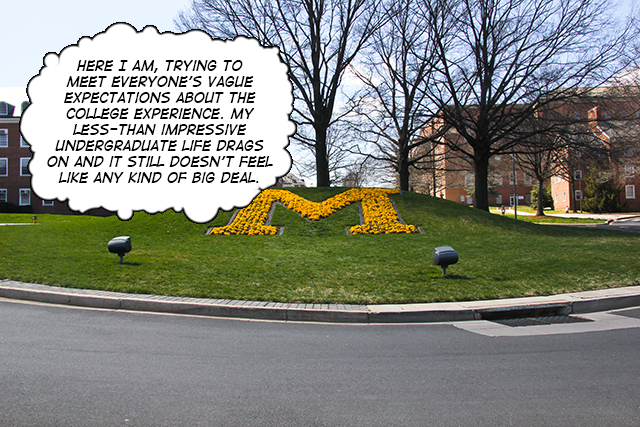 HERE I AM, TRYING TO
MEET EVERYONE'S VAGUE
EXPECTATIONS ABOUT THE
COLLEGE EXPERIENCE. MY
LESS-THAN IMPRESSIVE
UNDERGRADUATE LIFE DRAGS
ON AND IT STILL DOESN'T FEEL
LIKE ANY KIND OF BIG DEAL.
M